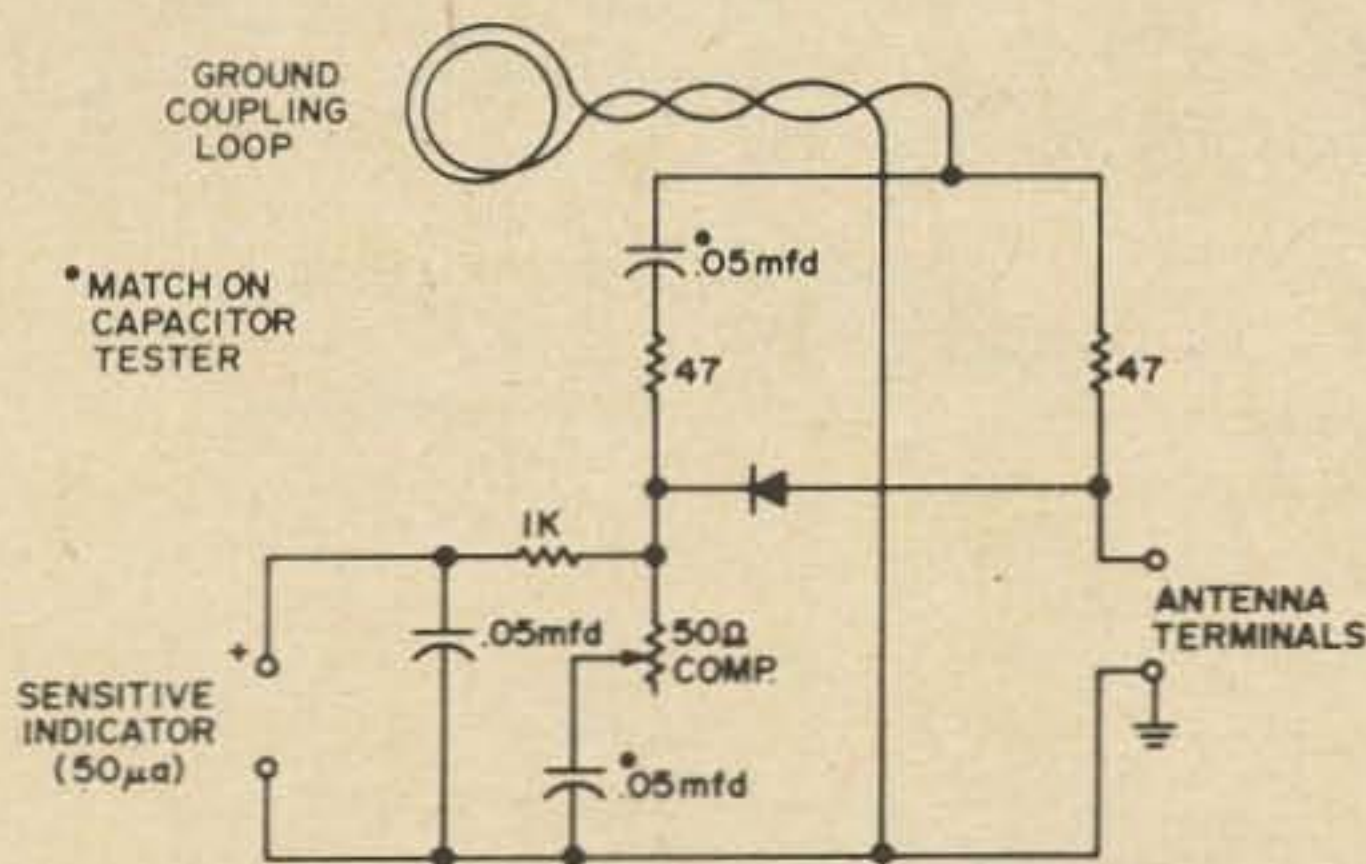 GROUND
COUPLING
LOOP
•.05mfd
•MATCH ON
CAPACITOR
TESTER
47
47
1K
.05mfd
50Ω
COMP.
ANTENNA
TERMINALS
+
SENSITIVE
INDICATOR
(50μa)
•.05mfd